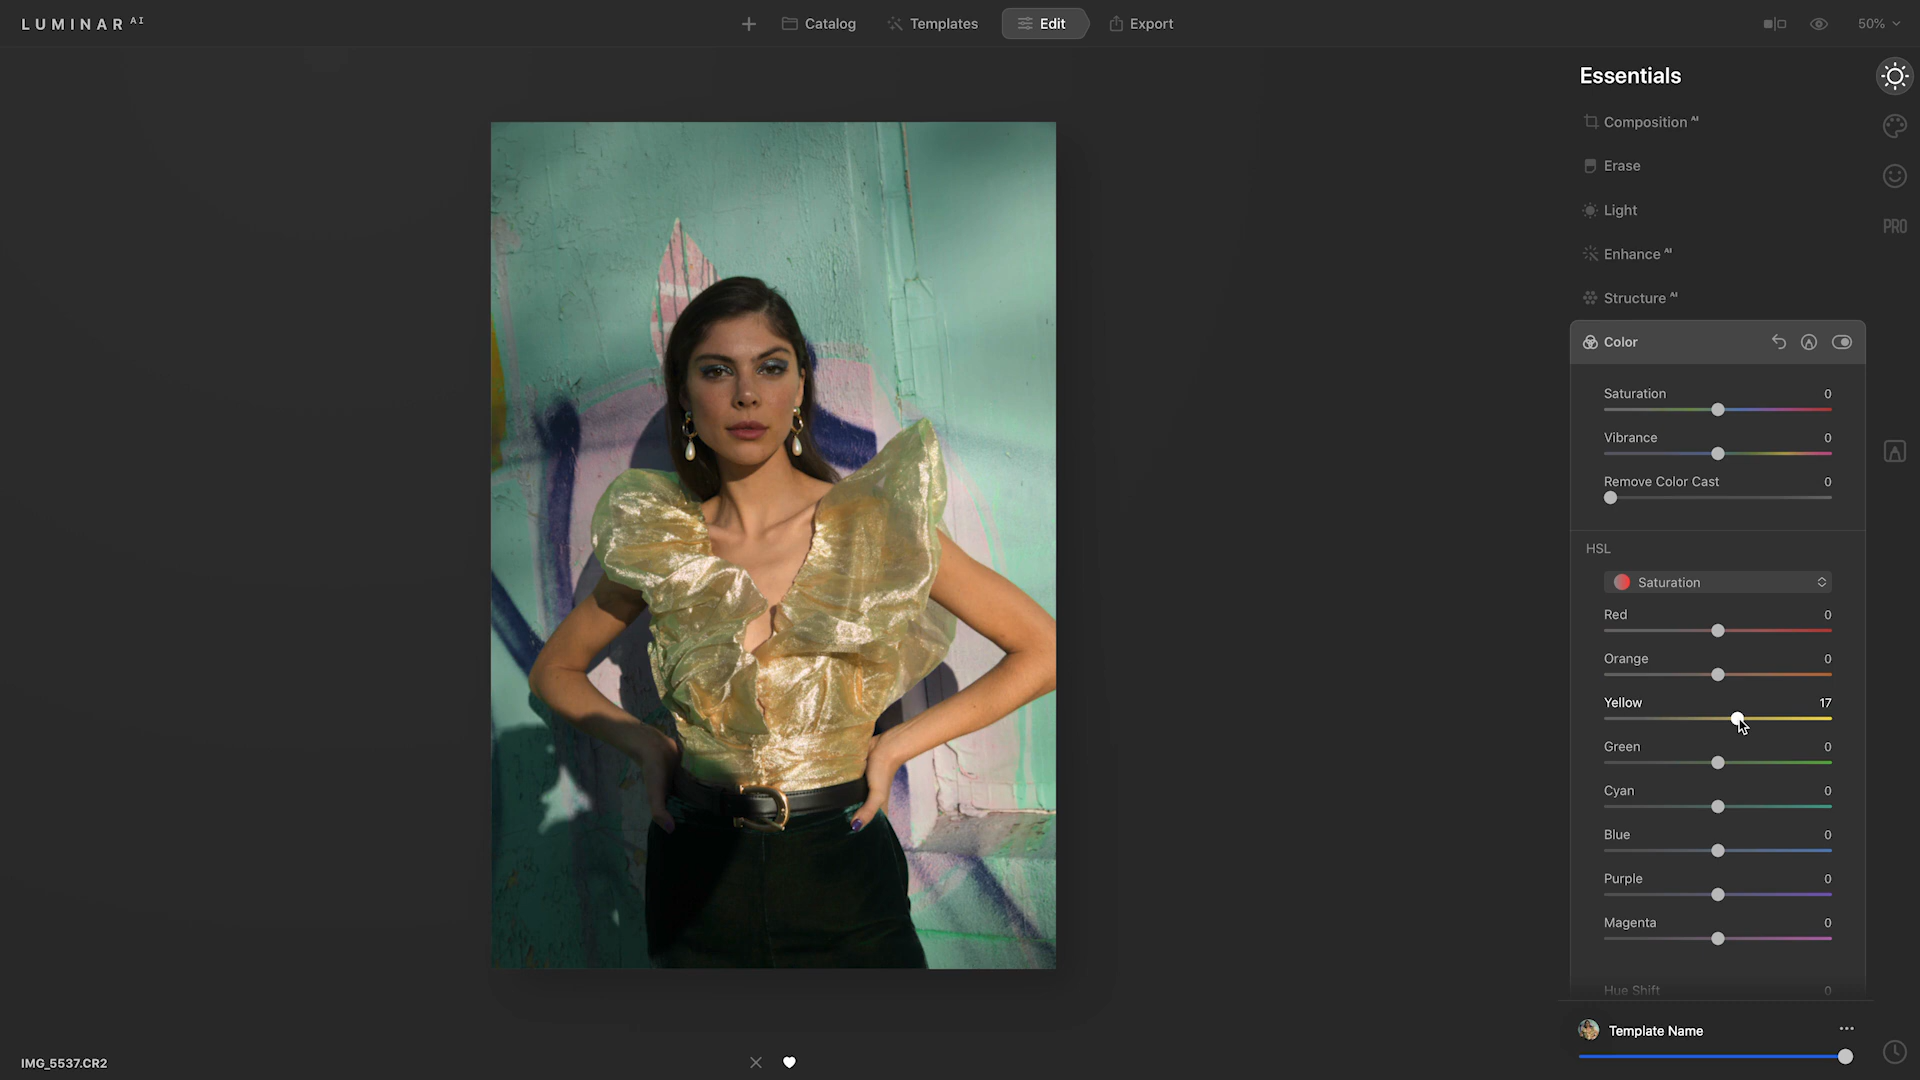 LUMINAR AI
Catalog
Templates
Edit
Export
50%
Essentials
Composition AI
Erase
Light
Enhance AI
Structure AI
Color
Saturation 0
Vibrance 0
Remove Color Cast 0
HSL
Saturation
Red 0
Orange 0
Yellow 17
Green 0
Cyan 0
Blue 0
Purple 0
Magenta 0
Hue Shift 0
Template Name
PRO
IMG_5537.CR2